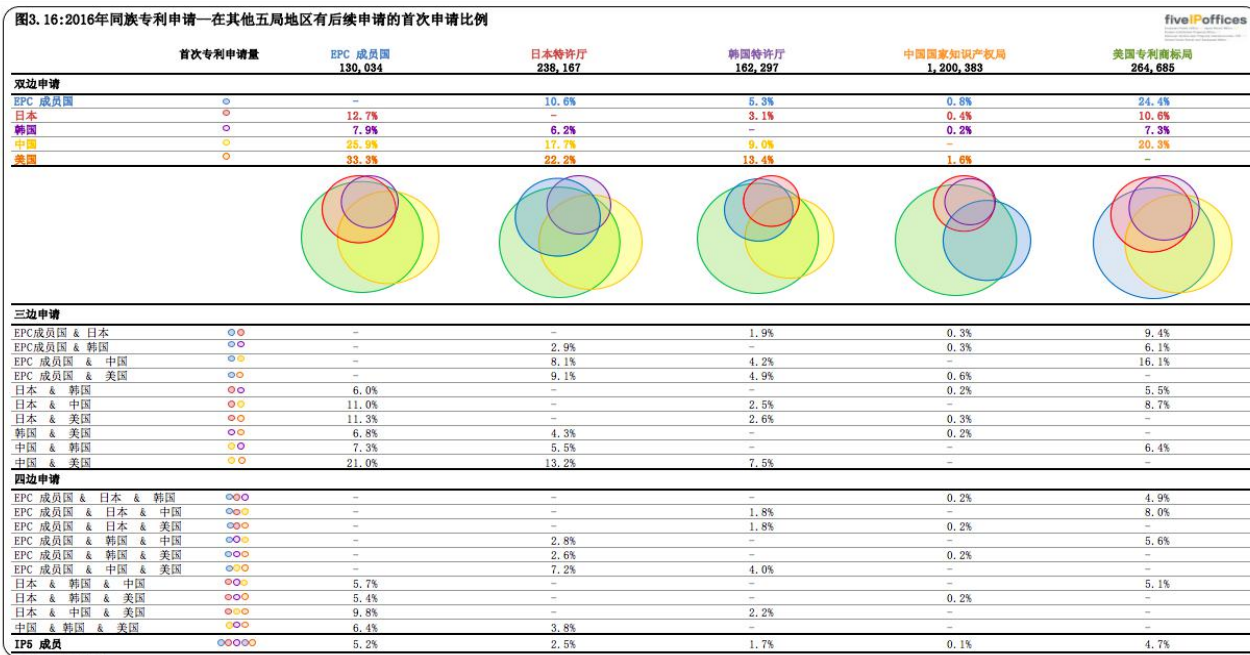 图3.16:2016年同族专利申请—在其他五局地区有后续申请的首次申请比例
fiveIPoffices
首次专利申请量 EPC 成员国 日本特许厅 韩国特许厅 中国国家知识产权局 美国专利商标局
130,034 238,167 162,297 1,200,383 264,685
双边申请
EPC 成员国 - 10.6% 5.3% 0.8% 24.4%
日本 12.7% - 3.1% 0.4% 10.6%
韩国 7.9% 6.2% - 0.2% 7.3%
中国 25.9% 17.7% 9.0% - 20.3%
美国 33.3% 22.2% 13.4% 1.6% -
三边申请
EPC成员国 & 日本 - - 1.9% 0.3% 9.4%
EPC成员国 & 韩国 - 2.9% - 0.3% 6.1%
EPC 成员国 & 中国 - 8.1% 4.2% - 16.1%
EPC 成员国 & 美国 - 9.1% 4.9% 0.6% -
日本 & 韩国 6.0% - - 0.2% 5.5%
日本 & 中国 11.0% - 2.5% - 8.7%
日本 & 美国 11.3% - 2.6% 0.3% -
韩国 & 美国 6.8% 4.3% - 0.2% -
中国 & 韩国 7.3% 5.5% - - 6.4%
中国 & 美国 21.0% 13.2% 7.5% - -
四边申请
EPC 成员国 & 日本 & 韩国 - - - 0.2% 4.9%
EPC 成员国 & 日本 & 中国 - - 1.8% - 8.0%
EPC 成员国 & 日本 & 美国 - - 1.8% 0.2% -
EPC 成员国 & 韩国 & 中国 - 2.8% - - 5.6%
EPC 成员国 & 韩国 & 美国 - 2.6% - 0.2% -
EPC 成员国 & 中国 & 美国 - 7.2% 4.0% - -
日本 & 韩国 & 中国 5.7% - - - 5.1%
日本 & 韩国 & 美国 5.4% - - 0.2% -
日本 & 中国 & 美国 9.8% - 2.2% - -
中国 & 韩国 & 美国 6.4% 3.8% - - -
IP5 成员 5.2% 2.5% 1.7% 0.1% 4.7%